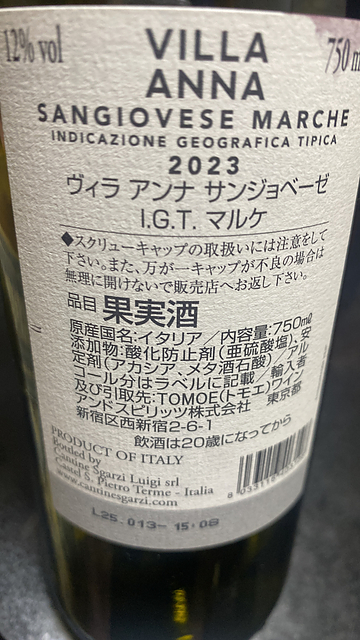 12% vol
VILLA
ANNA
750 m
SANGIOVESE MARCHE
INDICAZIONE GEOGRAFICA TIPICA
2023
ヴィラ アンナ サンジョベーゼ
I.G.T. マルケ
◆スクリューキャップの取扱いには注意をして
下さい。また、万が一キャップが不良の場合は
無理に開けないで販売店へお返し下さい。
品目 果実酒
原産国名:イタリア/内容量:750㎖
添加物:酸化防止剤(亜硫酸塩)、安
定剤(アカシア、メタ酒石酸)/アル
コール分はラベルに記載/輸入者
及び引取先:TOMOE(トモエ)ワイン
アンドスピリッツ株式会社 東京都
新宿区西新宿2-6-1
飲酒は20歳になってから
PRODUCT OF ITALY
Bottled by
Cantine Sgarzi Luigi srl
Castel S. Pietro Terme - Italia
www.cantinesgarzi.com
L25.013- 15:08